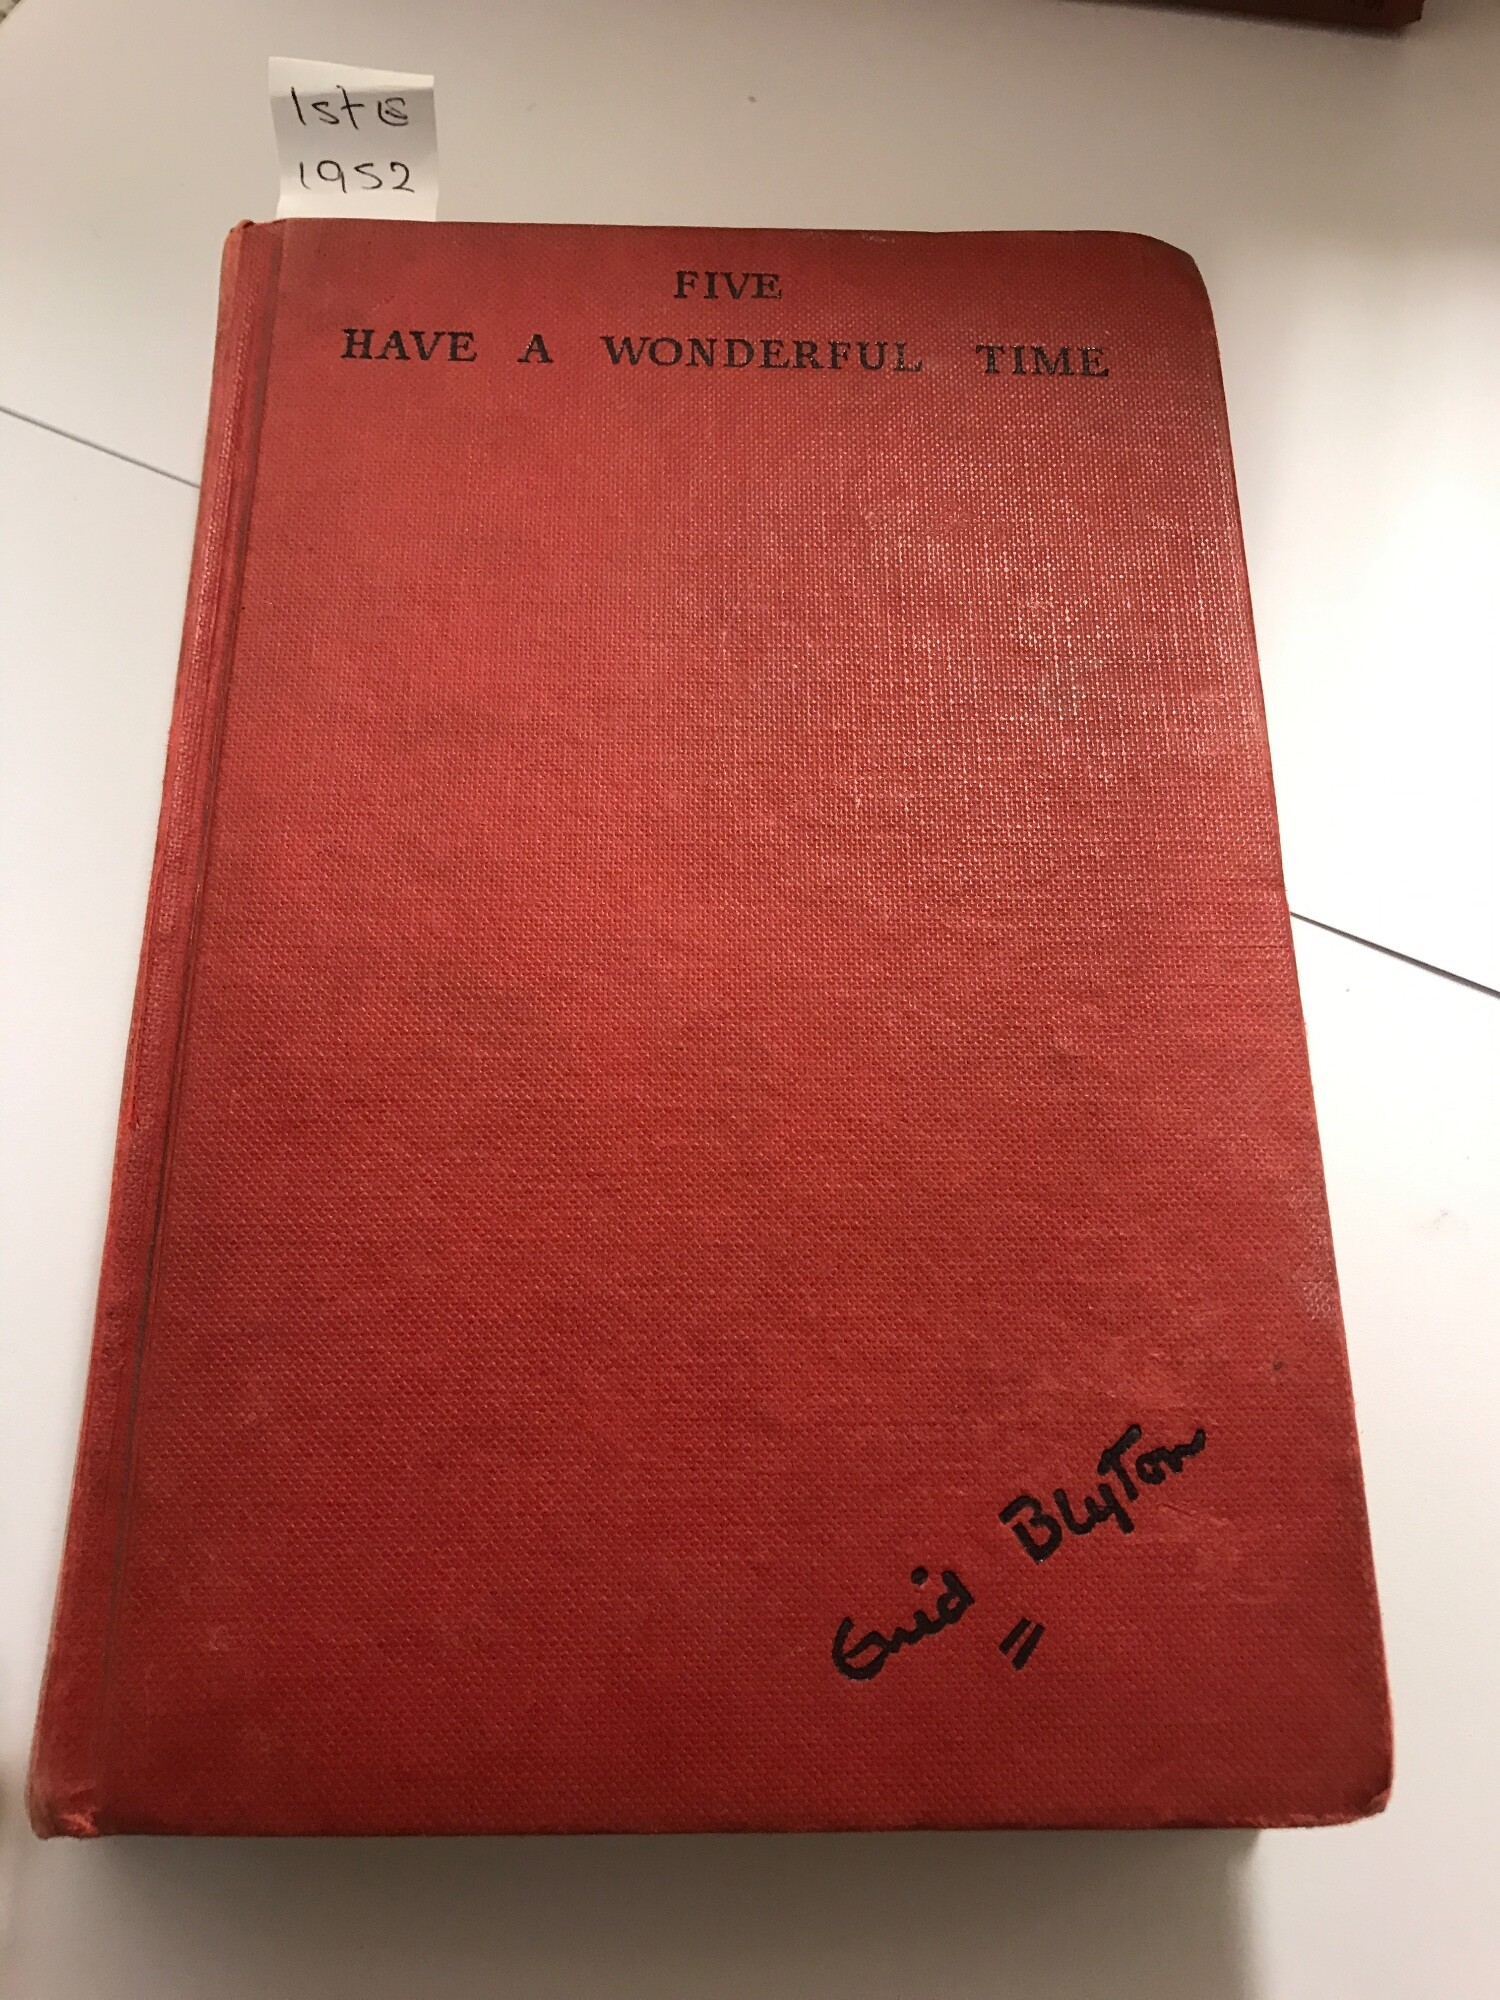 1st
1952
FIVE
HAVE A WONDERFUL TIME
Enid Blyton